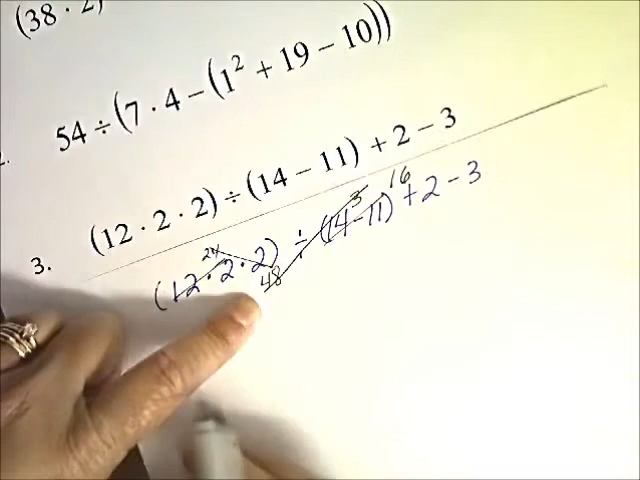 (38 · 2)
2. 54 ÷ (7 · 4 − (1² + 19 − 10))
3. (12 · 2 · 2) ÷ (14 − 11) + 2 − 3
24 3 16
(12 · 2 · 2) ÷ (14 − 11) + 2 − 3
48